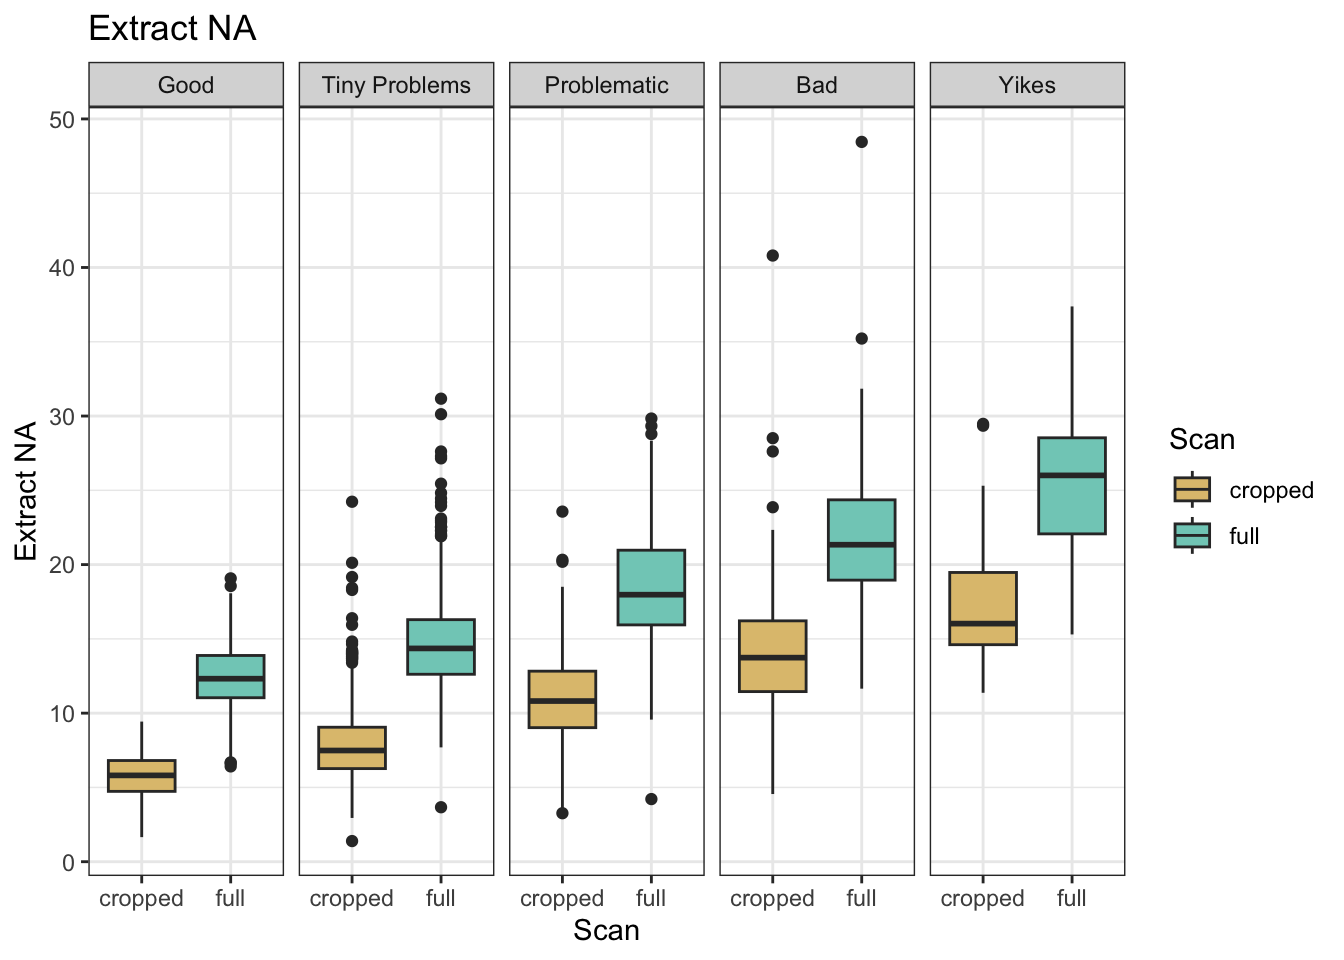 Extract NA
Good Tiny Problems Problematic Bad Yikes
50
40
30
20
10
0
Extract NA
cropped full cropped full cropped full cropped full cropped full
Scan
Scan
cropped
full